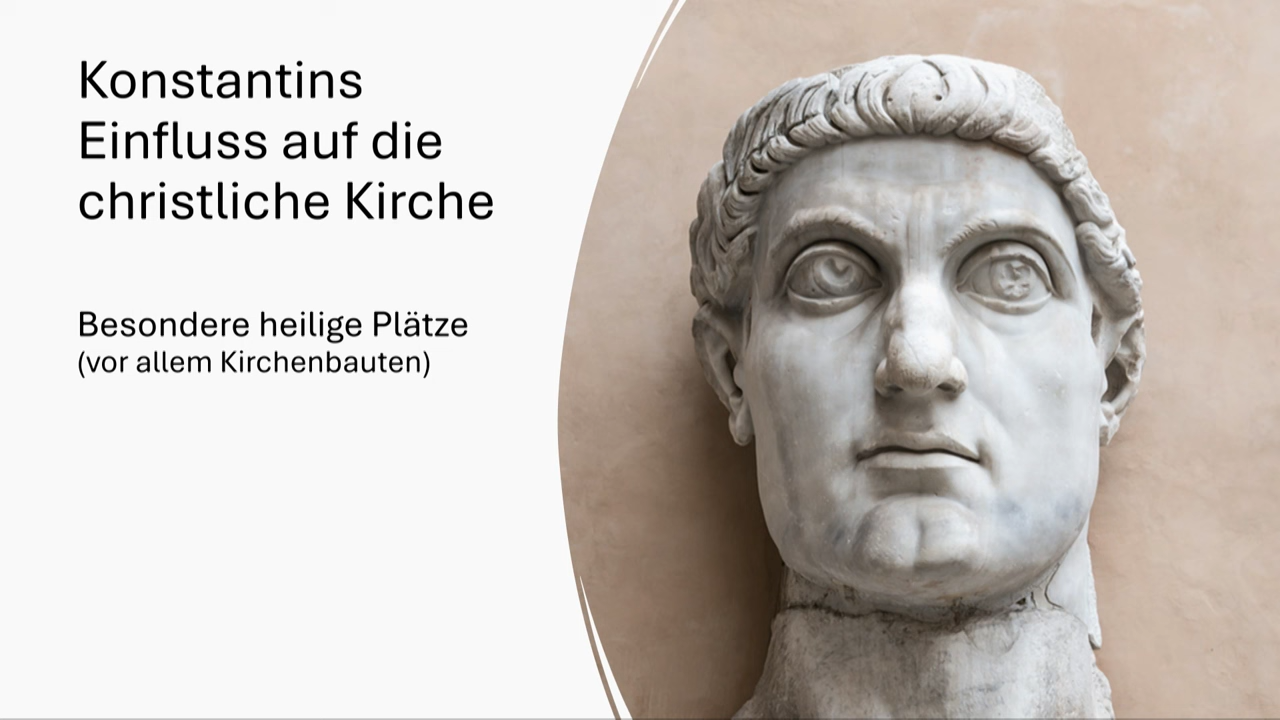 Konstantins
Einfluss auf die
christliche Kirche
Besondere heilige Plätze
(vor allem Kirchenbauten)